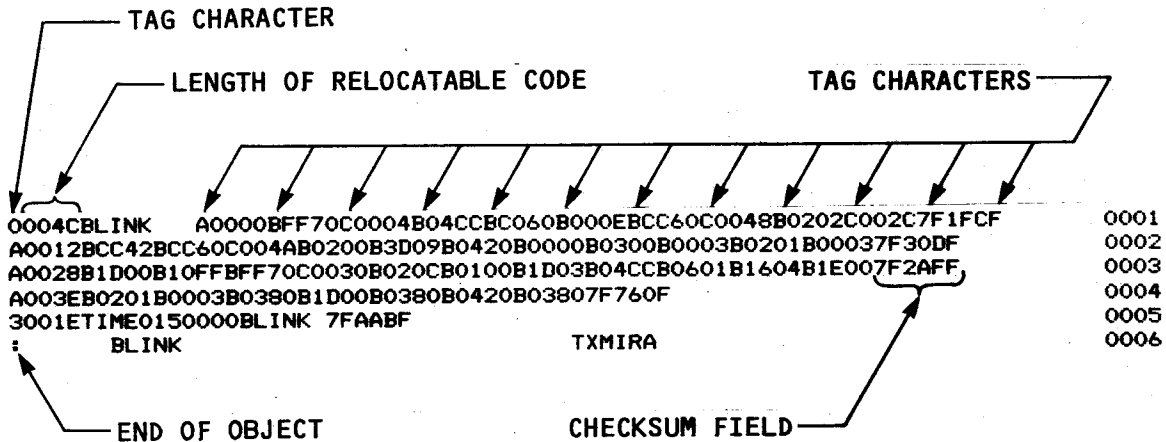 TAG CHARACTER
LENGTH OF RELOCATABLE CODE TAG CHARACTERS
00004CBLINK A0000BFF70C0004B04CCBC060B000EBCC60C0048B0202C002C7F1FCF 0001
A0012BCC42BCC60C004AB0200B3D09B0420B0000B0300B0003B0201B00037F30DF 0002
A0028B1D00B10FFBFF70C0030B020CB0100B1D03B04CCB0601B1604B1E007F2AFF 0003
A003EB0201B0003B0380B1D00B0380B0420B03807F760F 0004
3001ETIME0150000BLINK 7FAABF 0005
: BLINK TXMIRA 0006
END OF OBJECT CHECKSUM FIELD